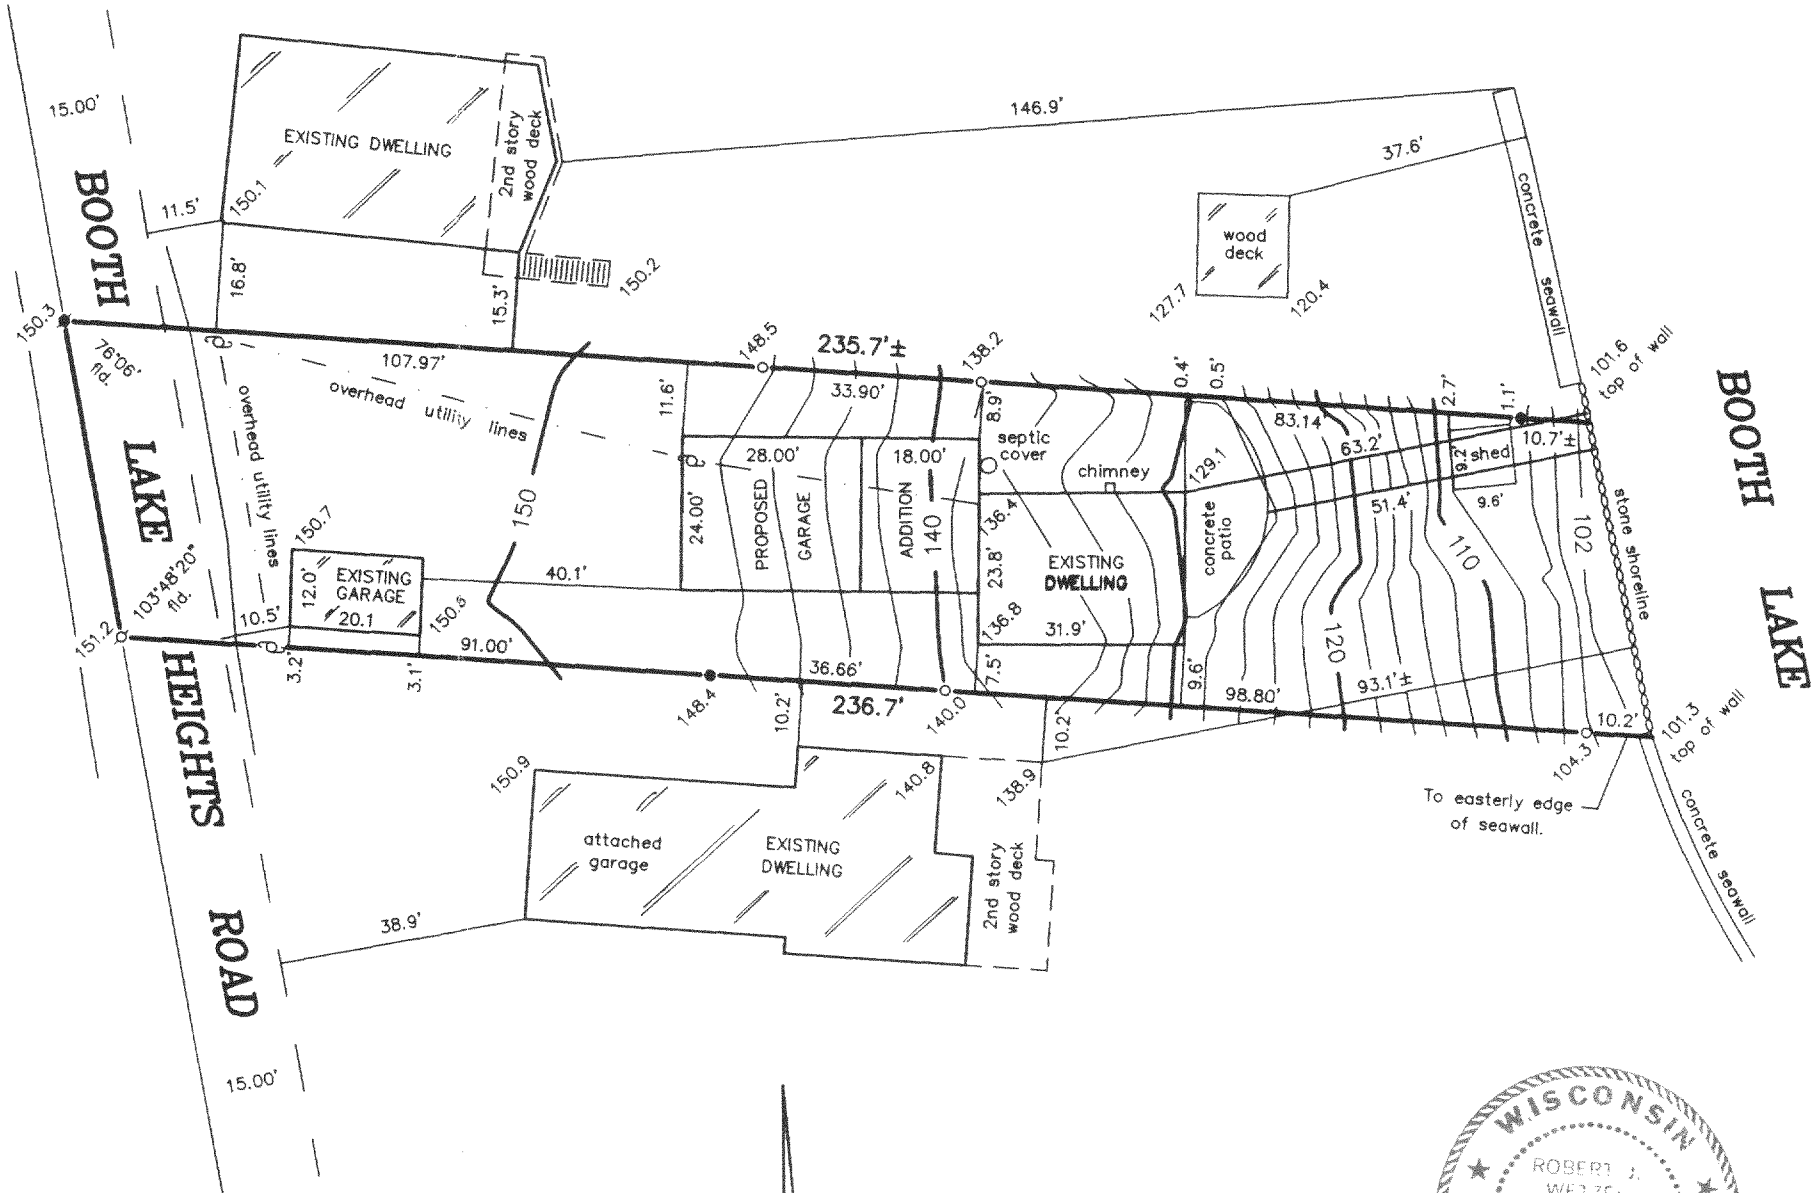 15.00'
BOOTH
LAKE
HEIGHTS
ROAD
15.00'
EXISTING DWELLING
2nd story
wood deck
150.1
11.5'
16.8'
15.3'
150.2
146.9'
37.6'
wood
deck
127.7
120.4
concrete seawall
101.6
top of wall
BOOTH
LAKE
150.3
76°06'
fld.
107.97'
overhead utility lines
overhead utility lines
148.5
235.7'±
138.2
33.90'
11.6'
8.9'
septic
cover
chimney
0.4'
0.5'
83.14'
63.2'
2.7'
1.1'
10.7'±
9.2'
shed
9.6'
51.4'
129.1
concrete
patio
150
28.00'
18.00'
24.00'
PROPOSED
GARAGE
ADDITION
140
136.4
23.8'
136.8
EXISTING
DWELLING
31.9'
110
102
120
stone shoreline
150.7
EXISTING
GARAGE
12.0'
20.1
40.1'
103°48'20"
fld.
10.5'
151.2
3.2'
3.1'
91.00'
36.66'
236.7'
7.5'
9.6'
98.80'
93.1'±
10.2'
101.3
top of wall
104.3
To easterly edge
of seawall.
concrete seawall
148.4
10.2'
140.0
10.2'
150.9
140.8
138.9
attached
garage
EXISTING
DWELLING
2nd story
wood deck
38.9'
WISCONSIN